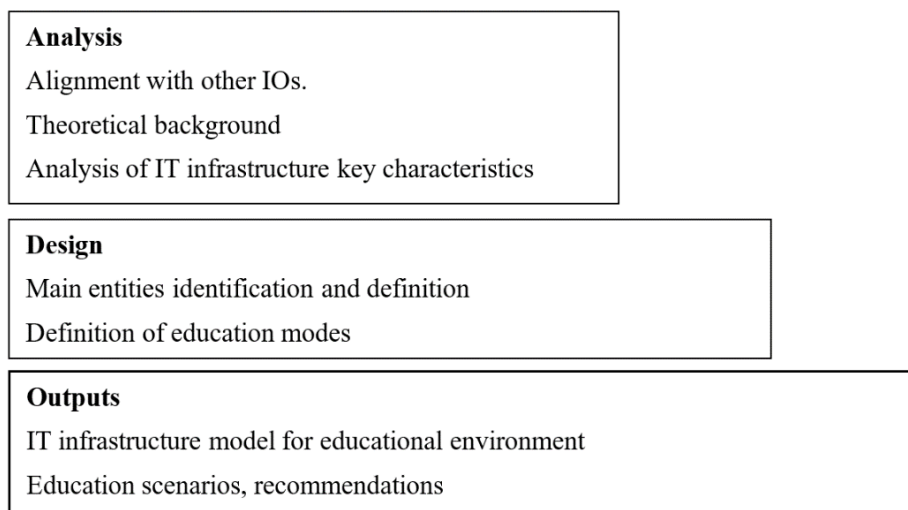 Analysis
Alignment with other IOs.
Theoretical background
Analysis of IT infrastructure key characteristics
Design
Main entities identification and definition
Definition of education modes
Outputs
IT infrastructure model for educational environment
Education scenarios, recommendations